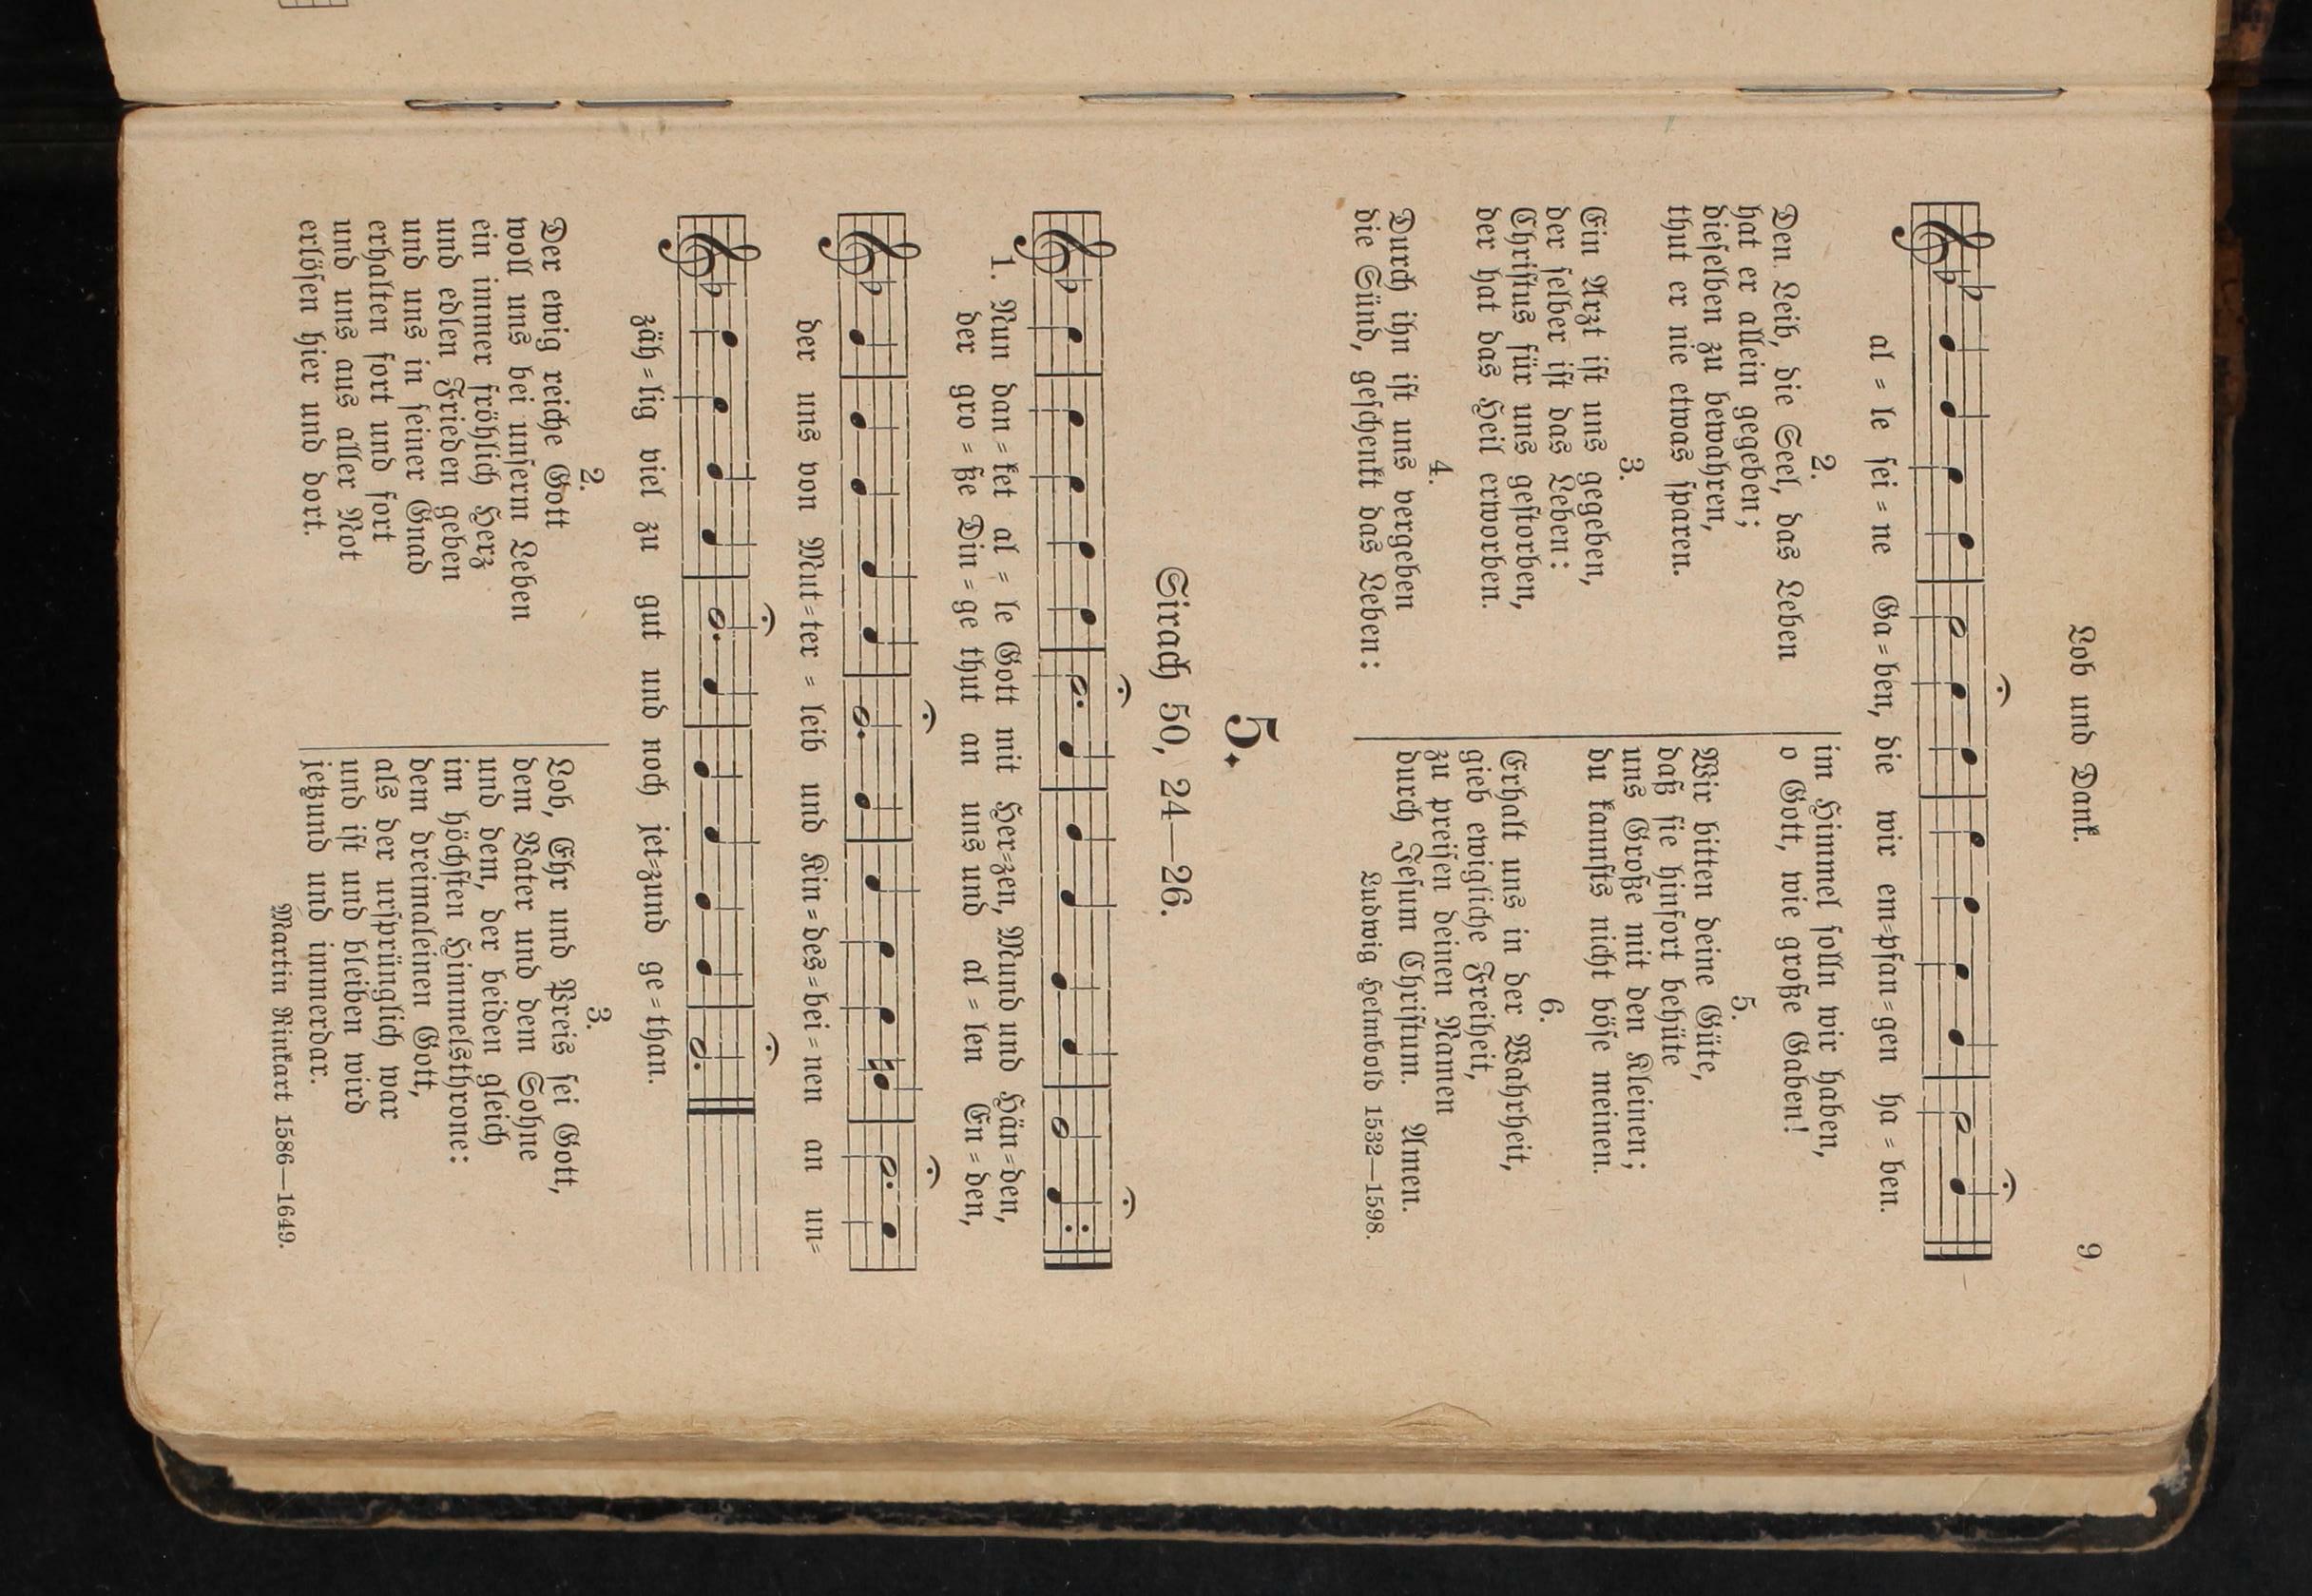 Lob und Dank. 9
al = le sei = ne Ga = ben, die wir em=pfan=gen ha = ben.
2.
Den Leib, die Seel, das Leben
hat er allein gegeben;
dieselben zu bewahren,
thut er nie etwas sparen.
3.
Ein Arzt ist uns gegeben,
der selber ist das Leben:
Christus für uns gestorben,
der hat das Heil erworben.
4.
Durch ihn ist uns vergeben
die Sünd, geschenkt das Leben:
im Himmel solln wir haben,
o Gott, wie große Gaben!
5.
Wir bitten deine Güte,
daß sie hinfort behüte
uns Große mit den Kleinen;
du kannsts nicht böse meinen.
6.
Erhalt uns in der Wahrheit,
gieb ewigliche Freiheit,
zu preisen deinen Namen
durch Jesum Christum. Amen.
Ludwig Helmbold 1532—1598.
5.
Sirach 50, 24—26.
1. Nun dan = ket al = le Gott mit Her=zen, Mund und Hän=den,
der gro = ße Din = ge thut an uns und al = len En = den,
der uns von Mut=ter = leib und Kin=des=bei=nen an un=
zäh=lig viel zu gut und noch jet=zund ge=than.
2.
Der ewig reiche Gott
woll uns bei unserm Leben
ein immer fröhlich Herz
und edlen Frieden geben
und uns in seiner Gnad
erhalten fort und fort
und uns aus aller Not
erlösen hier und dort.
3.
Lob, Ehr und Preis sei Gott,
dem Vater und dem Sohne
und dem, der beiden gleich
im höchsten Himmelsthrone:
dem dreimaleinen Gott,
als der ursprünglich war
und ist und bleiben wird
jetzund und immerdar.
Martin Rinkart 1586—1649.